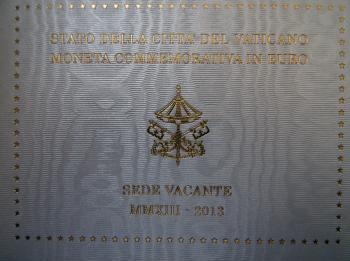 STATO DELLA CITTÀ DEL VATICANO
MONETA COMMEMORATIVA IN EURO
SEDE VACANTE
MMXIII - 2013